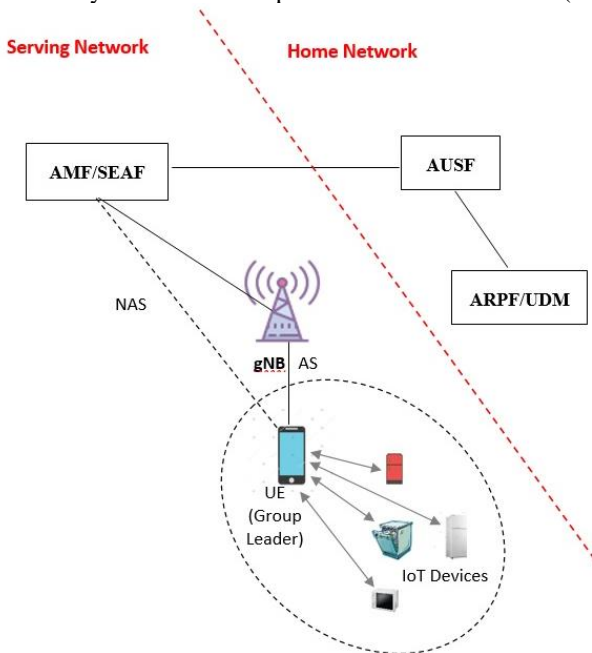 Serving Network
Home Network
AMF/SEAF
AUSF
ARPF/UDM
NAS
gNB AS
UE
(Group
Leader)
IoT Devices